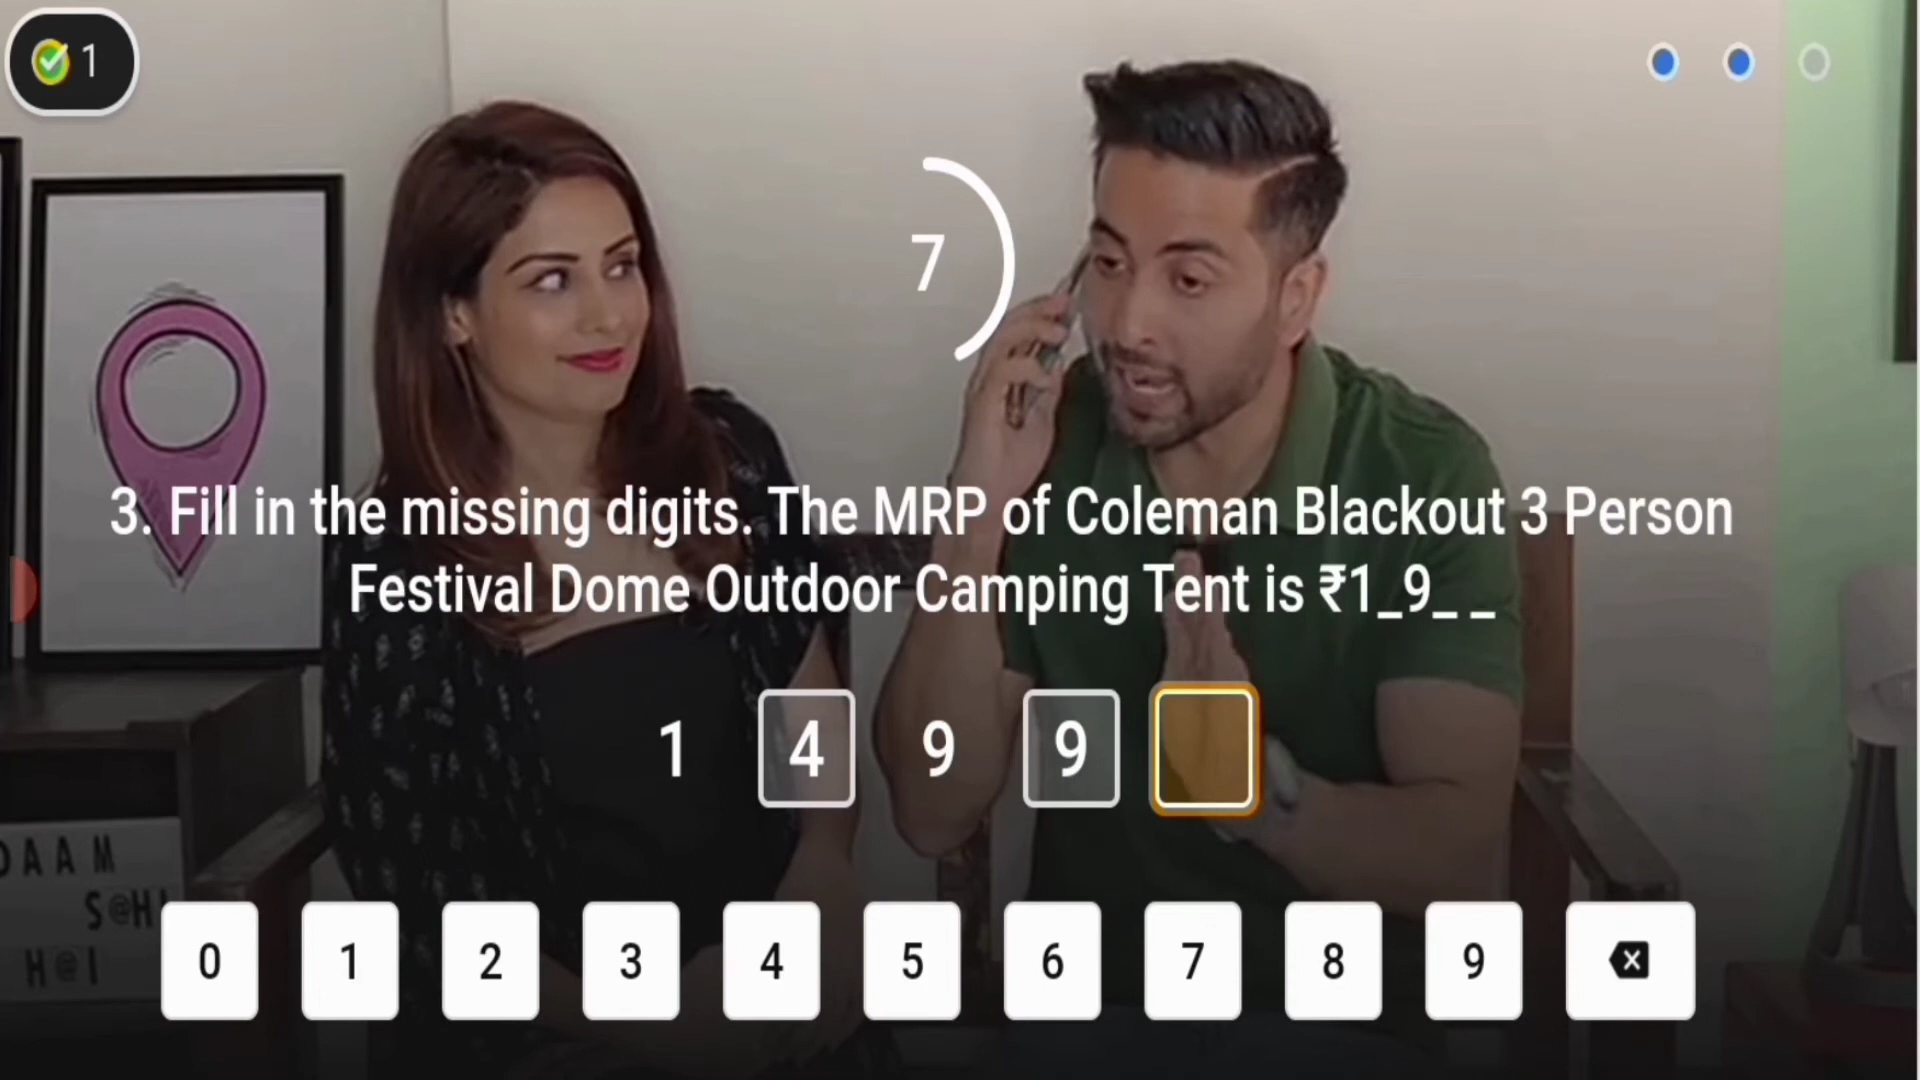 1
7
3. Fill in the missing digits. The MRP of Coleman Blackout 3 Person
Festival Dome Outdoor Camping Tent is ₹1_9_ _
1 4 9 9
DAAM
S@HI
H@I
0 1 2 3 4 5 6 7 8 9